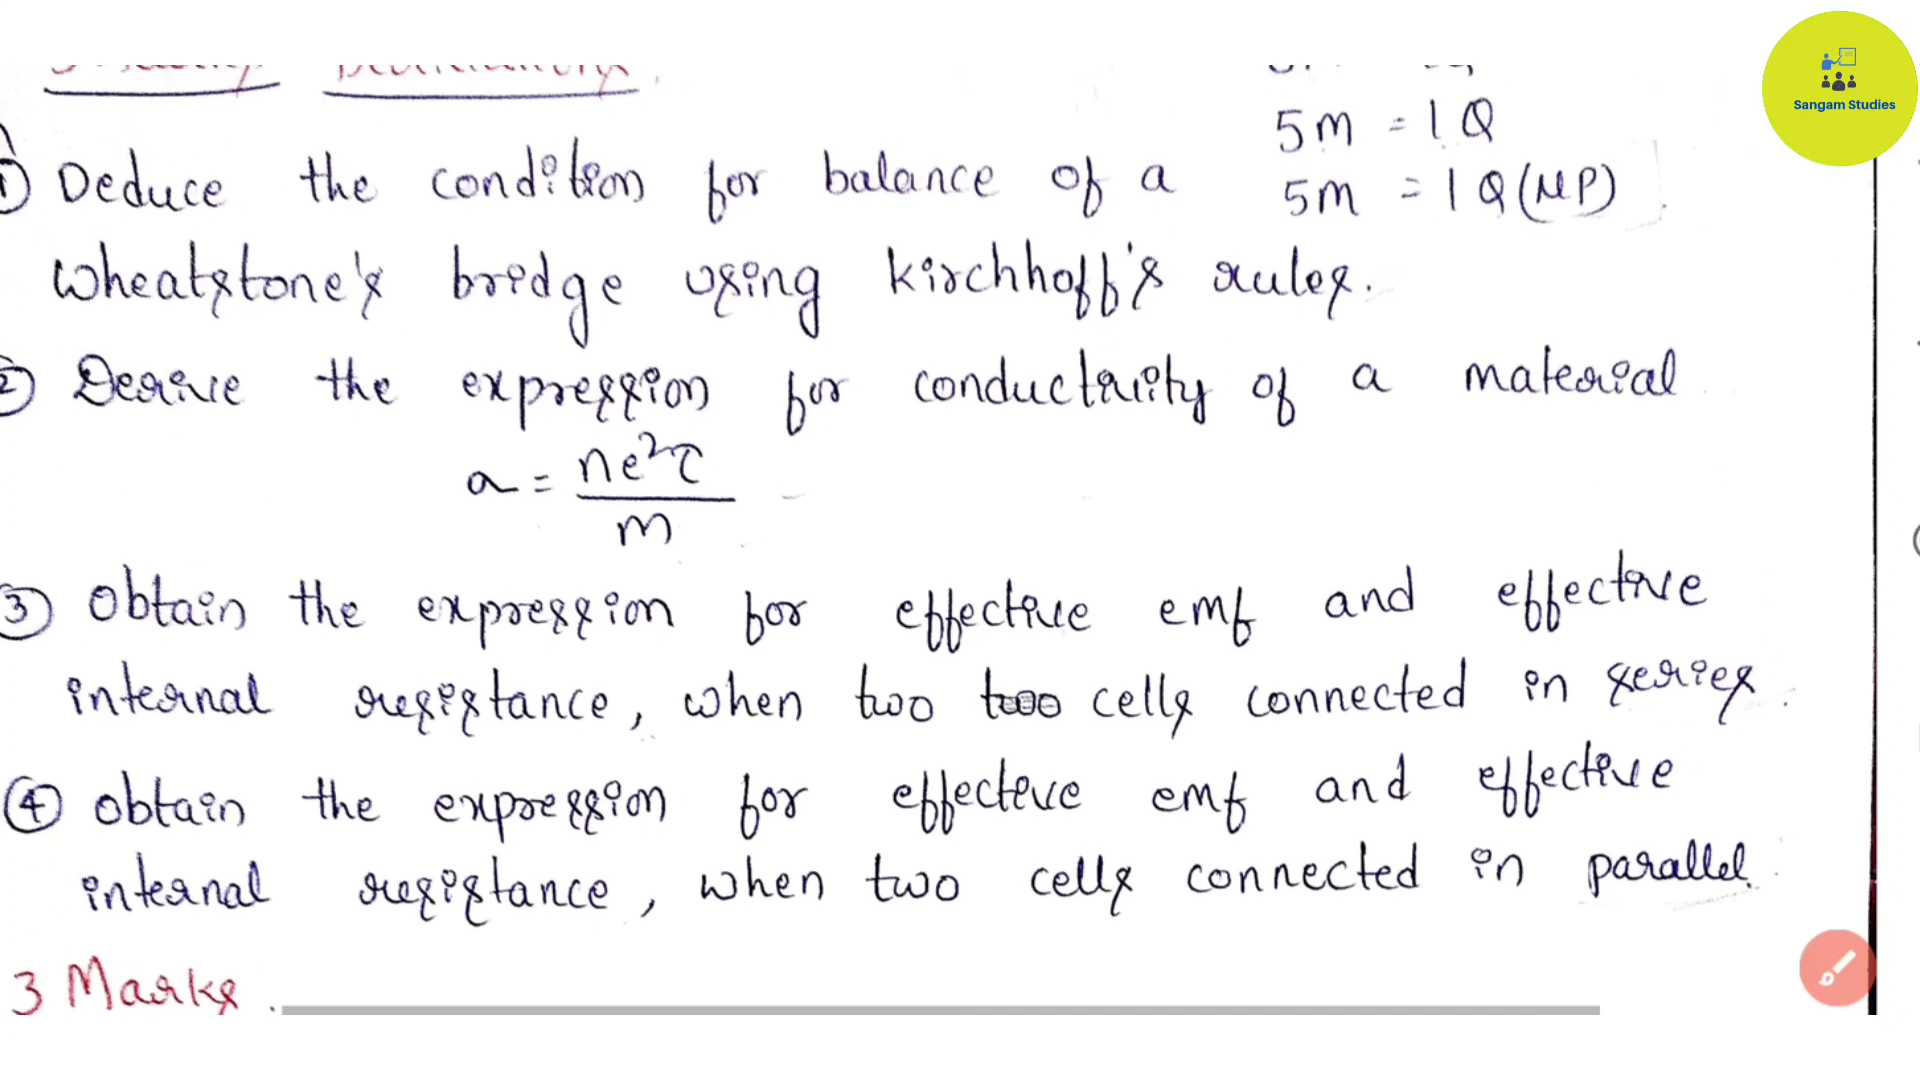 5m = 1Q
① Deduce the condition for balance of a
5m = 1Q (NP)
Wheatstone's bridge using kirchhoff's rules.
② Derive the expression for conductivity of a material
σ = ne²τ
m
③ Obtain the expression for effective emf and effective
internal resistance, when two cells connected in series.
④ obtain the expression for effective emf and effective
internal resistance, when two cells connected in parallel.
3 Marks.
Sangam Studies